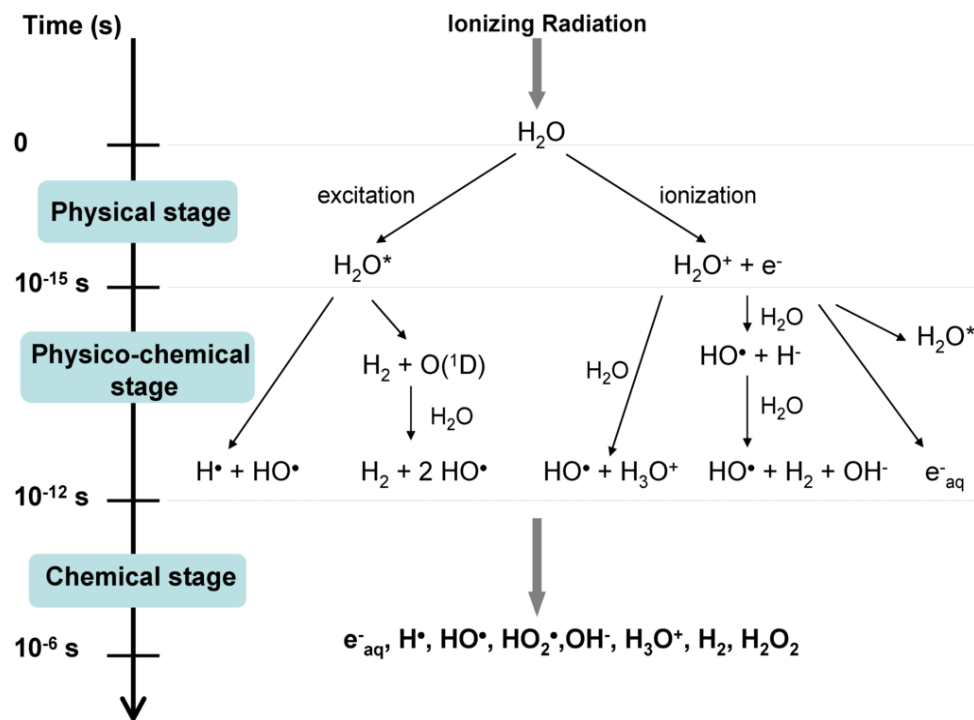 Time (s)
Ionizing Radiation
0
H₂O
excitation
ionization
Physical stage
10⁻¹⁵ s
H₂O*
H₂O⁺ + e⁻
Physico-chemical
stage
H₂ + O(¹D)
H₂O
H₂O
H₂O
HO• + H⁻
H₂O
H₂O*
H• + HO•
H₂ + 2 HO•
HO• + H₃O⁺
HO• + H₂ + OH⁻
e⁻aq
10⁻¹² s
Chemical stage
10⁻⁶ s
e⁻aq, H•, HO•, HO₂•,OH⁻, H₃O⁺, H₂, H₂O₂